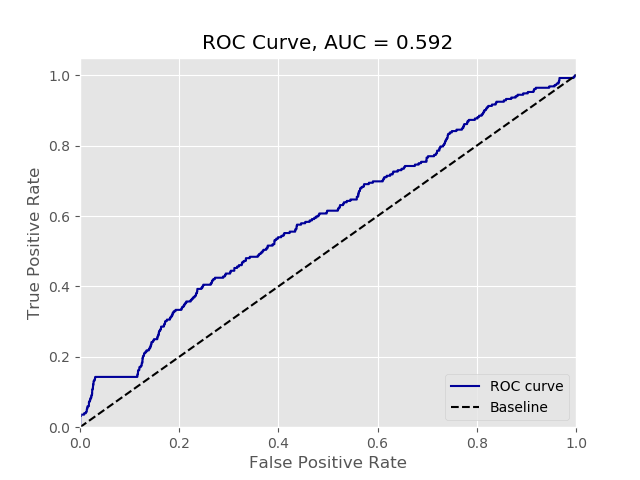 ROC Curve, AUC = 0.592
True Positive Rate
1.0
0.8
0.6
0.4
0.2
0.0
0.0 0.2 0.4 0.6 0.8 1.0
False Positive Rate
ROC curve
Baseline